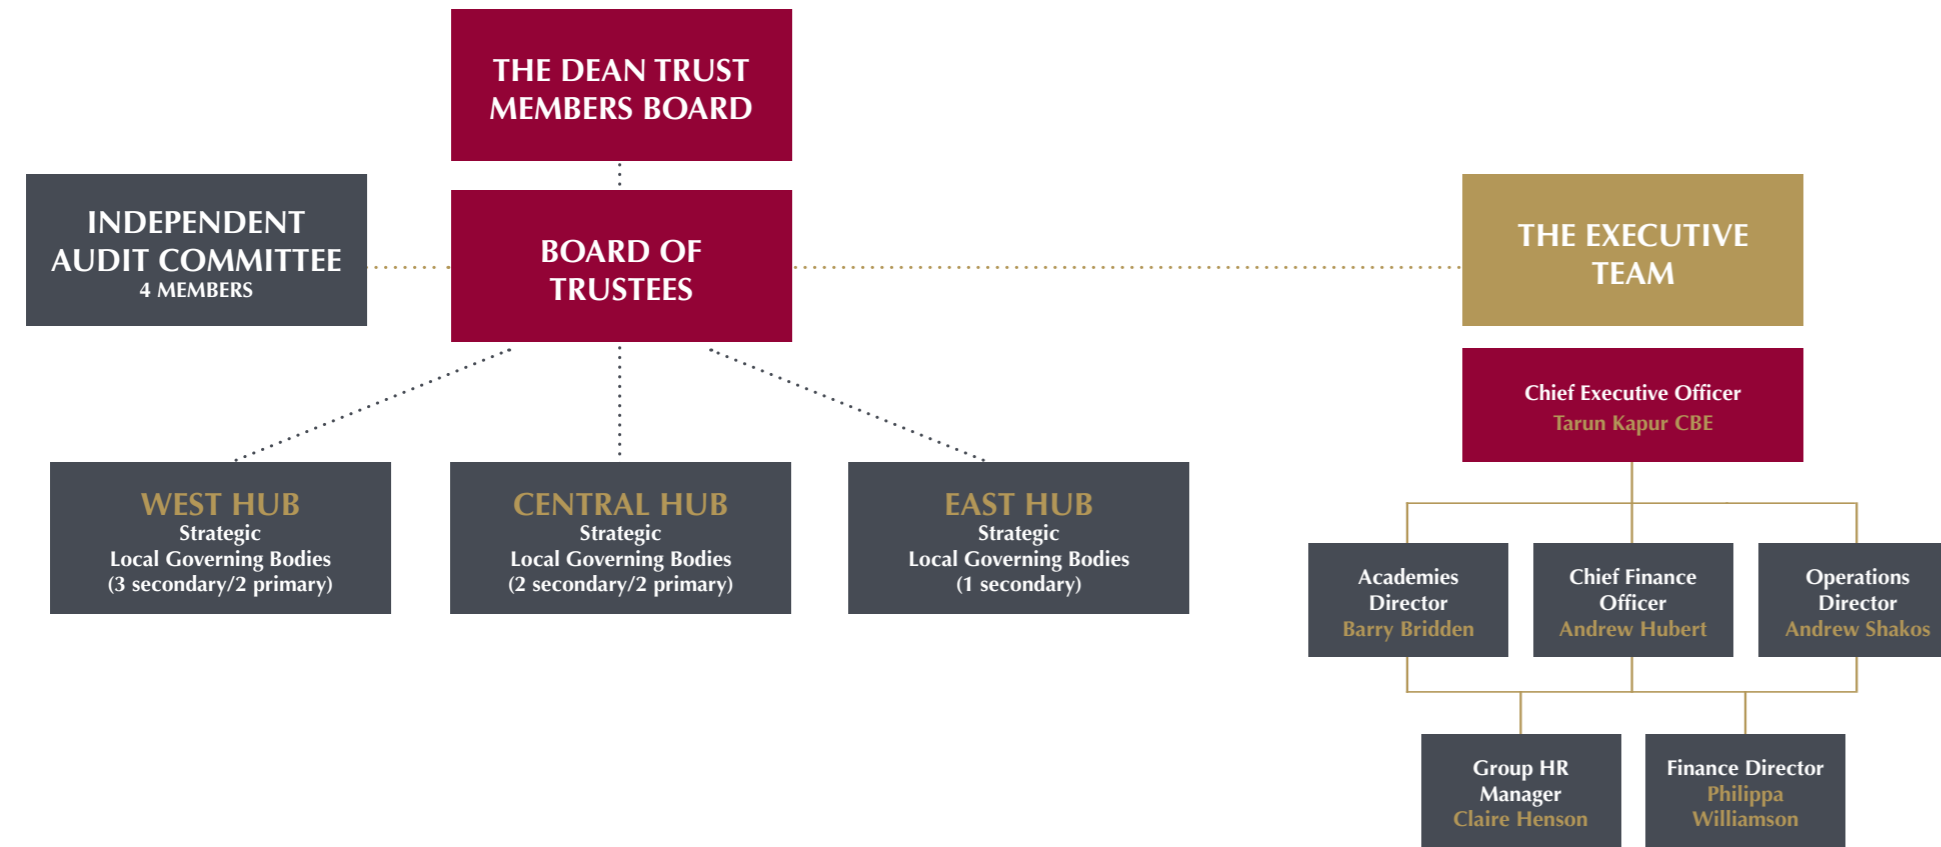 THE DEAN TRUST
MEMBERS BOARD
INDEPENDENT
AUDIT COMMITTEE
4 MEMBERS
BOARD OF
TRUSTEES
THE EXECUTIVE
TEAM
Chief Executive Officer
Tarun Kapur CBE
WEST HUB
Strategic
Local Governing Bodies
(3 secondary/2 primary)
CENTRAL HUB
Strategic
Local Governing Bodies
(2 secondary/2 primary)
EAST HUB
Strategic
Local Governing Bodies
(1 secondary)
Academies
Director
Barry Bridden
Chief Finance
Officer
Andrew Hubert
Operations
Director
Andrew Shakos
Group HR
Manager
Claire Henson
Finance Director
Philippa
Williamson